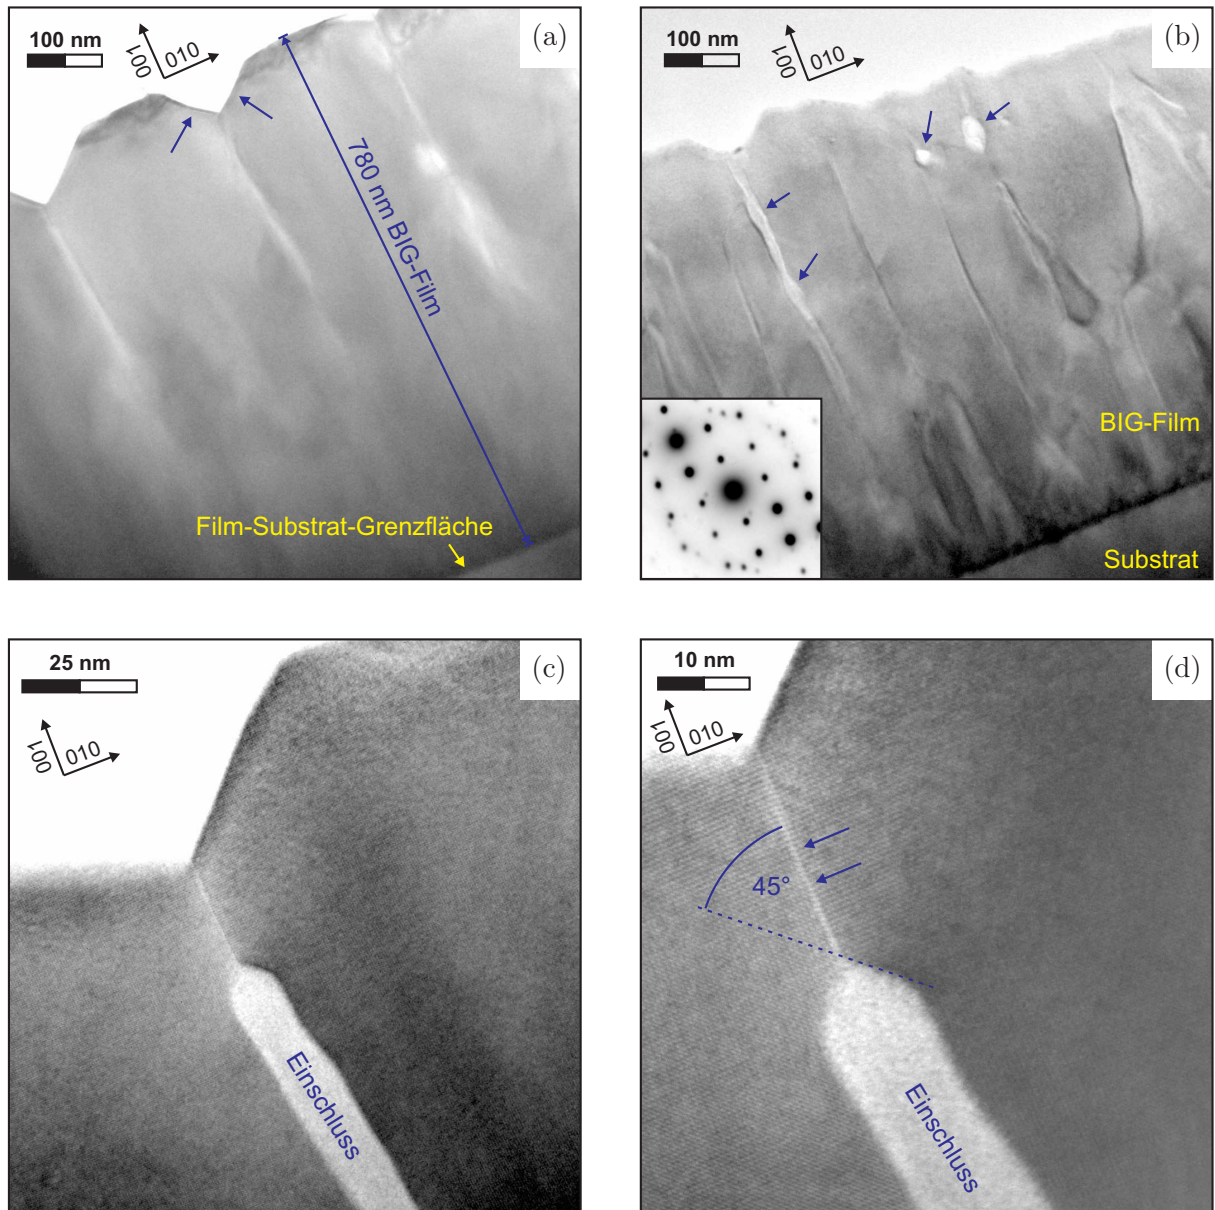 100 nm
100
010
(a)
780 nm BIG-Film
Film-Substrat-Grenzfläche
100 nm
100
010
(b)
BIG-Film
Substrat
25 nm
100
010
(c)
Einschluss
10 nm
100
010
(d)
45°
Einschluss